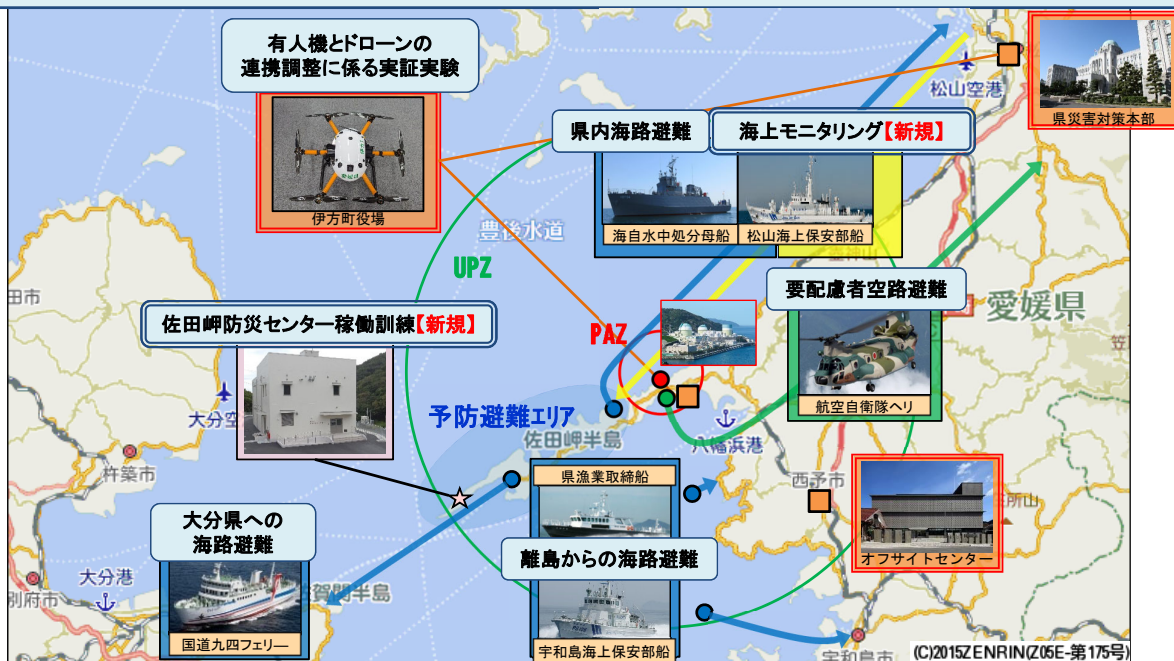 有人機とドローンの
連携調整に係る実証実験
伊方町役場
県内海路避難
海上モニタリング【新規】
海自水中処分母船
松山海上保安部船
松山空港
県災害対策本部
豊後水道
UPZ
PAZ
要配慮者空路避難
航空自衛隊ヘリ
愛媛県
佐田岬防災センター稼働訓練【新規】
予防避難エリア
佐田岬半島
八幡浜港
大分空
杵築市
田市
西予市
オフサイトセンター
県漁業取締船
離島からの海路避難
宇和島海上保安部船
大分県への
海路避難
国道九四フェリー
大分港
別府市
賀関半島
宇和島市
(C)2015ZENRIN(Z05E-第175号)